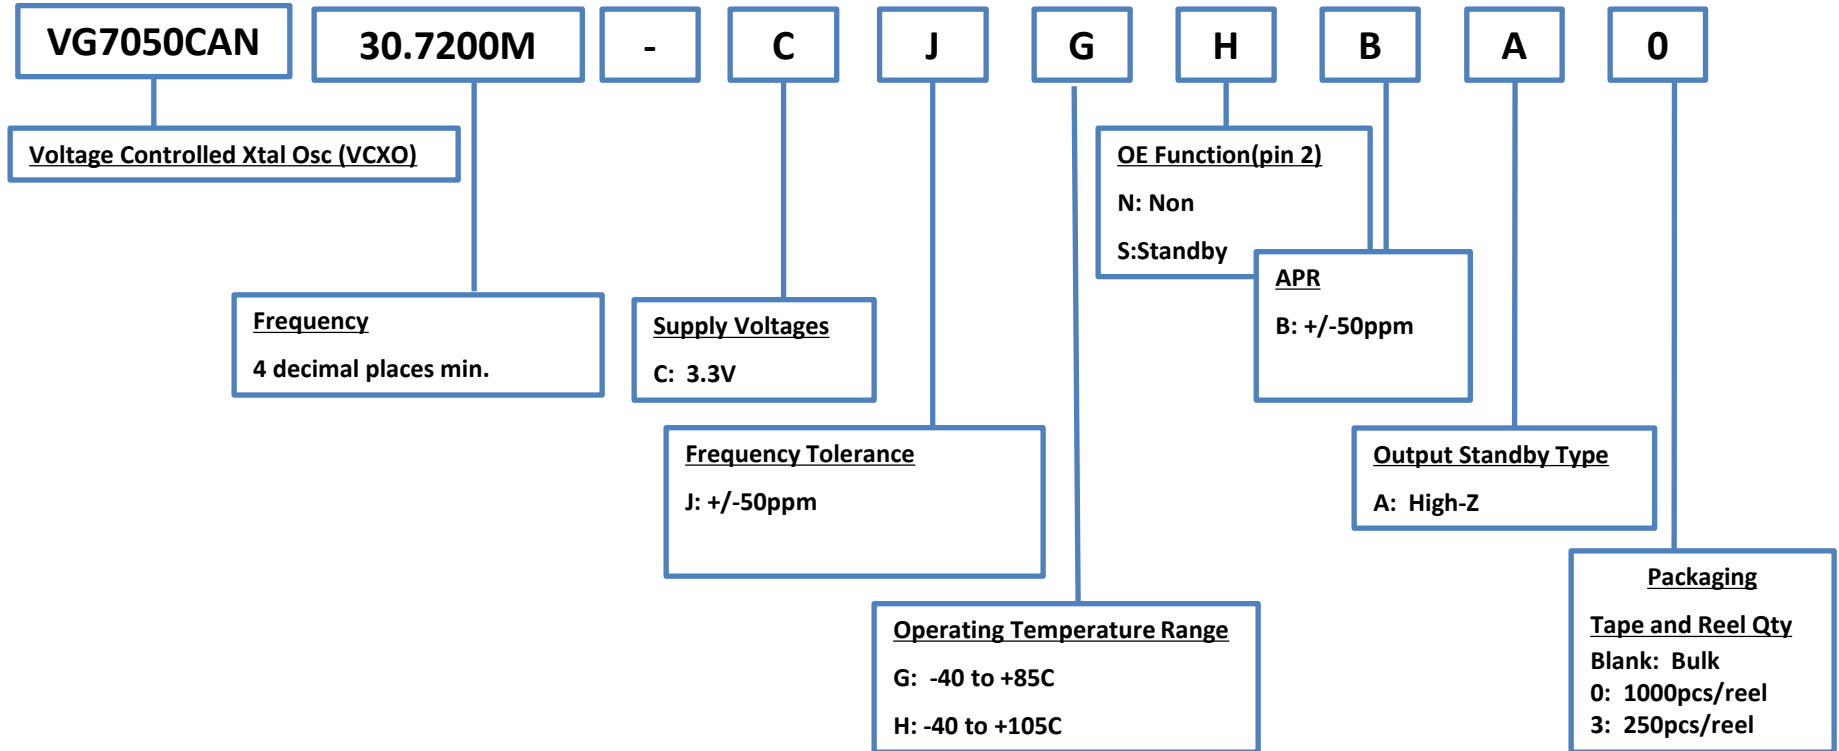 VG7050CAN 30.7200M - C J G H B A 0
Voltage Controlled Xtal Osc (VCXO)
OE Function(pin 2)
N: Non
S:Standby
APR
B: +/-50ppm
Frequency
4 decimal places min.
Supply Voltages
C: 3.3V
Frequency Tolerance
J: +/-50ppm
Output Standby Type
A: High-Z
Operating Temperature Range
G: -40 to +85C
H: -40 to +105C
Packaging
Tape and Reel Qty
Blank: Bulk
0: 1000pcs/reel
3: 250pcs/reel